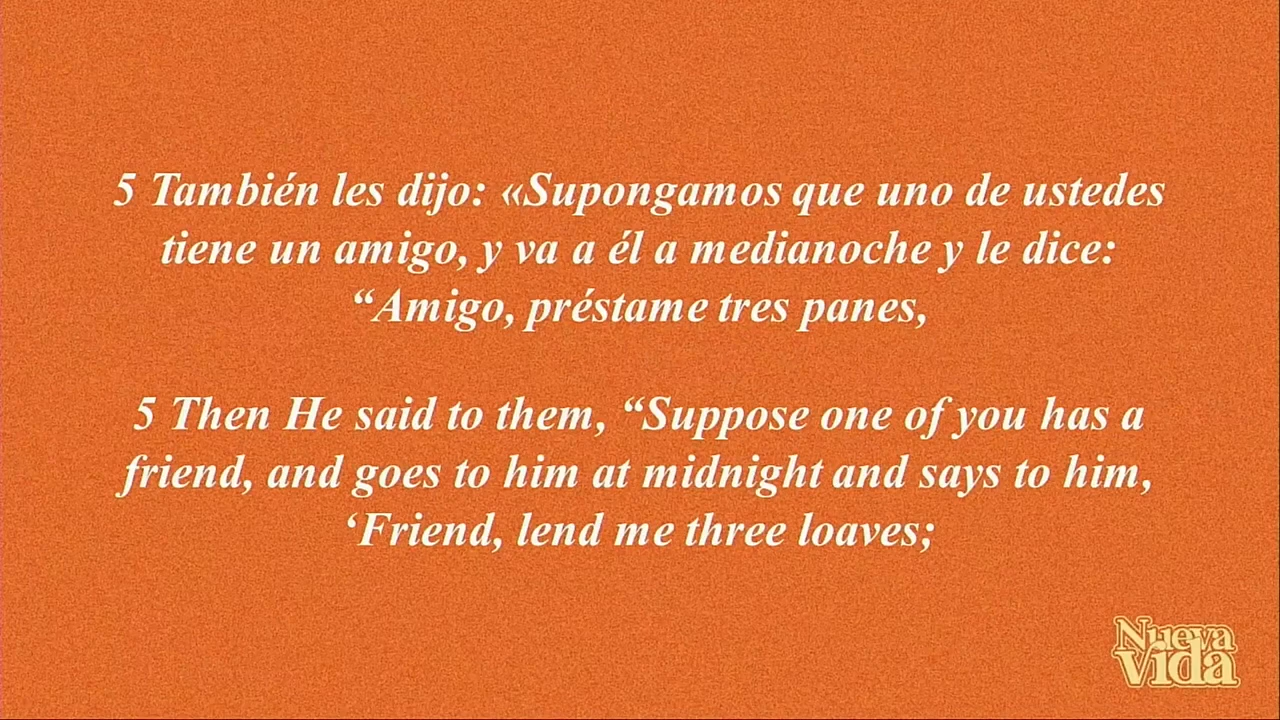 5 También les dijo: «Supongamos que uno de ustedes
tiene un amigo, y va a él a medianoche y le dice:
“Amigo, préstame tres panes,
5 Then He said to them, “Suppose one of you has a
friend, and goes to him at midnight and says to him,
‘Friend, lend me three loaves;
Nueva
Vida